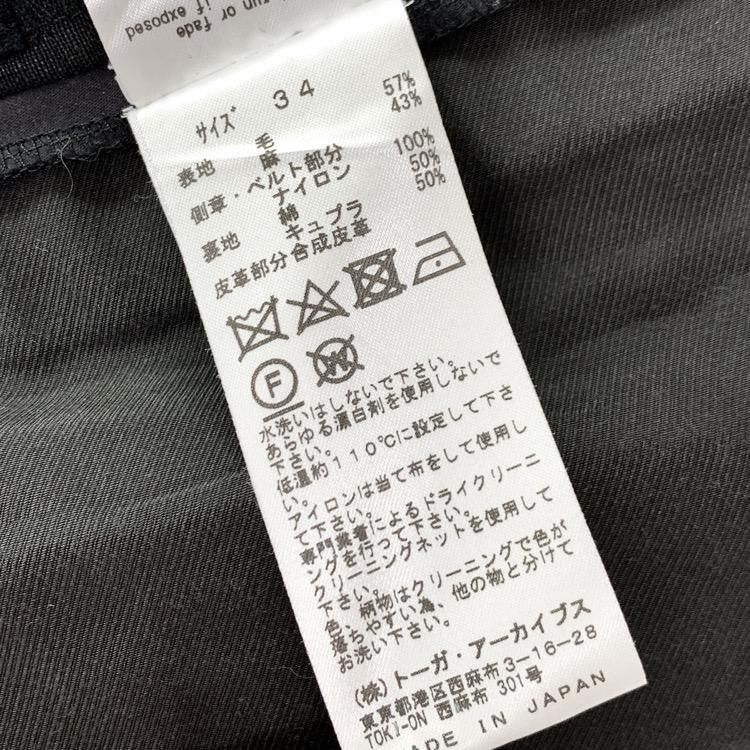 run or fade
if exposed
サイズ 34
表地 毛 57%
麻 43%
側章・ベルト部分
ナイロン 100%
裏地 綿 50%
キュプラ 50%
皮革部分合成皮革
F W
水洗いはしないで下さい。
あらゆる漂白剤を使用しないで
下さい。
低温約110℃に設定して下さ
い。
アイロンは当て布をして使用し
て下さい。
専門業者によるドライクリーニ
ングを行って下さい。
クリーニングネットを使用して
下さい。
色、柄物はクリーニングで色が
落ちやすい為、他の物と分けて
お洗い下さい。
(株)トーガ・アーカイブス
東京都港区西麻布3-16-28
TOKI-ON 西麻布 301号
MADE IN JAPAN